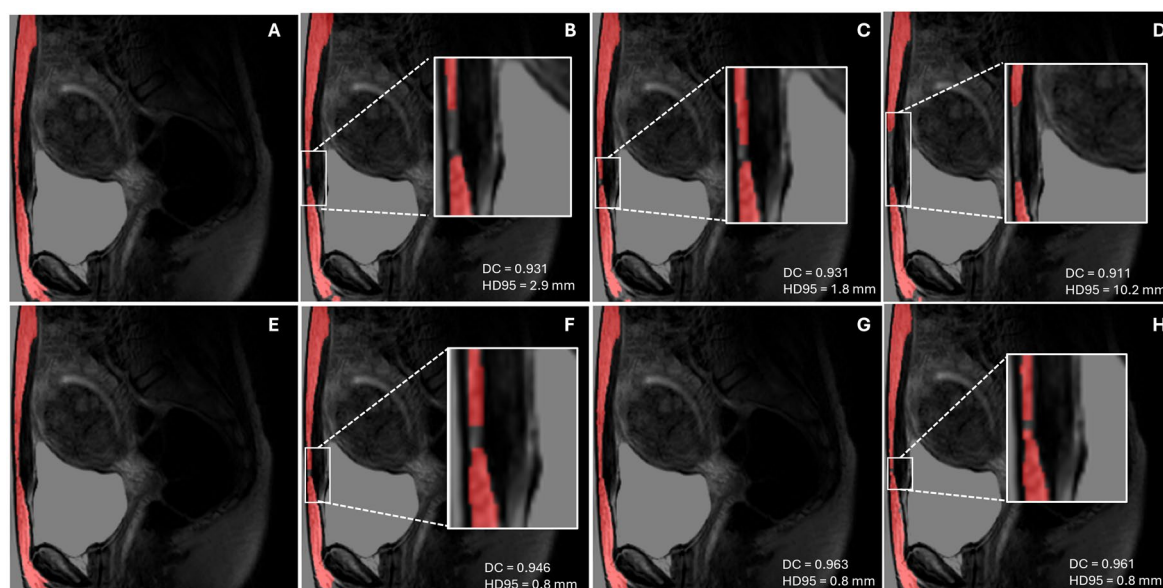 A
B
C
D
DC = 0.931
HD95 = 2.9 mm
DC = 0.931
HD95 = 1.8 mm
DC = 0.911
HD95 = 10.2 mm
E
F
G
H
DC = 0.946
HD95 = 0.8 mm
DC = 0.963
HD95 = 0.8 mm
DC = 0.961
HD95 = 0.8 mm